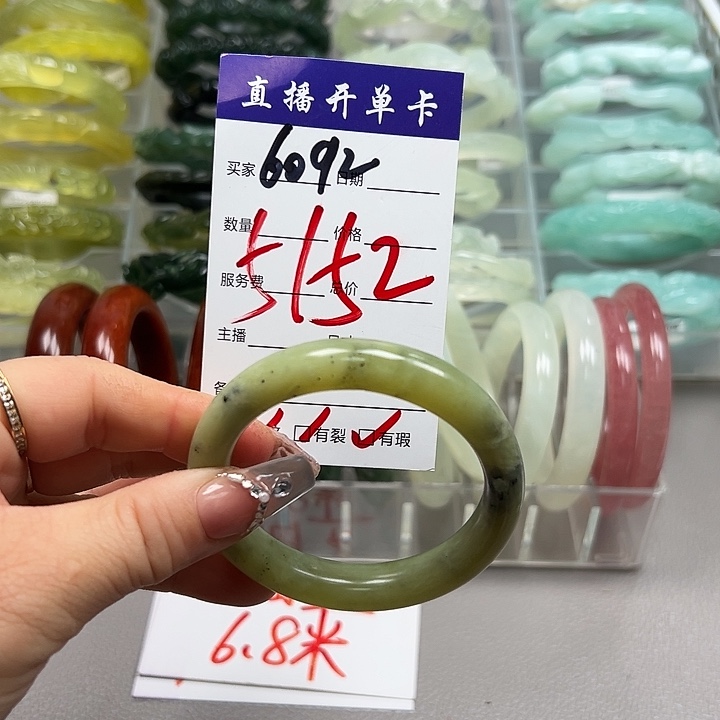 直播开单卡
买家 6092 日期
数量 价格
5152
服务费 总价
主播
备
有裂 有瑕
6.8米